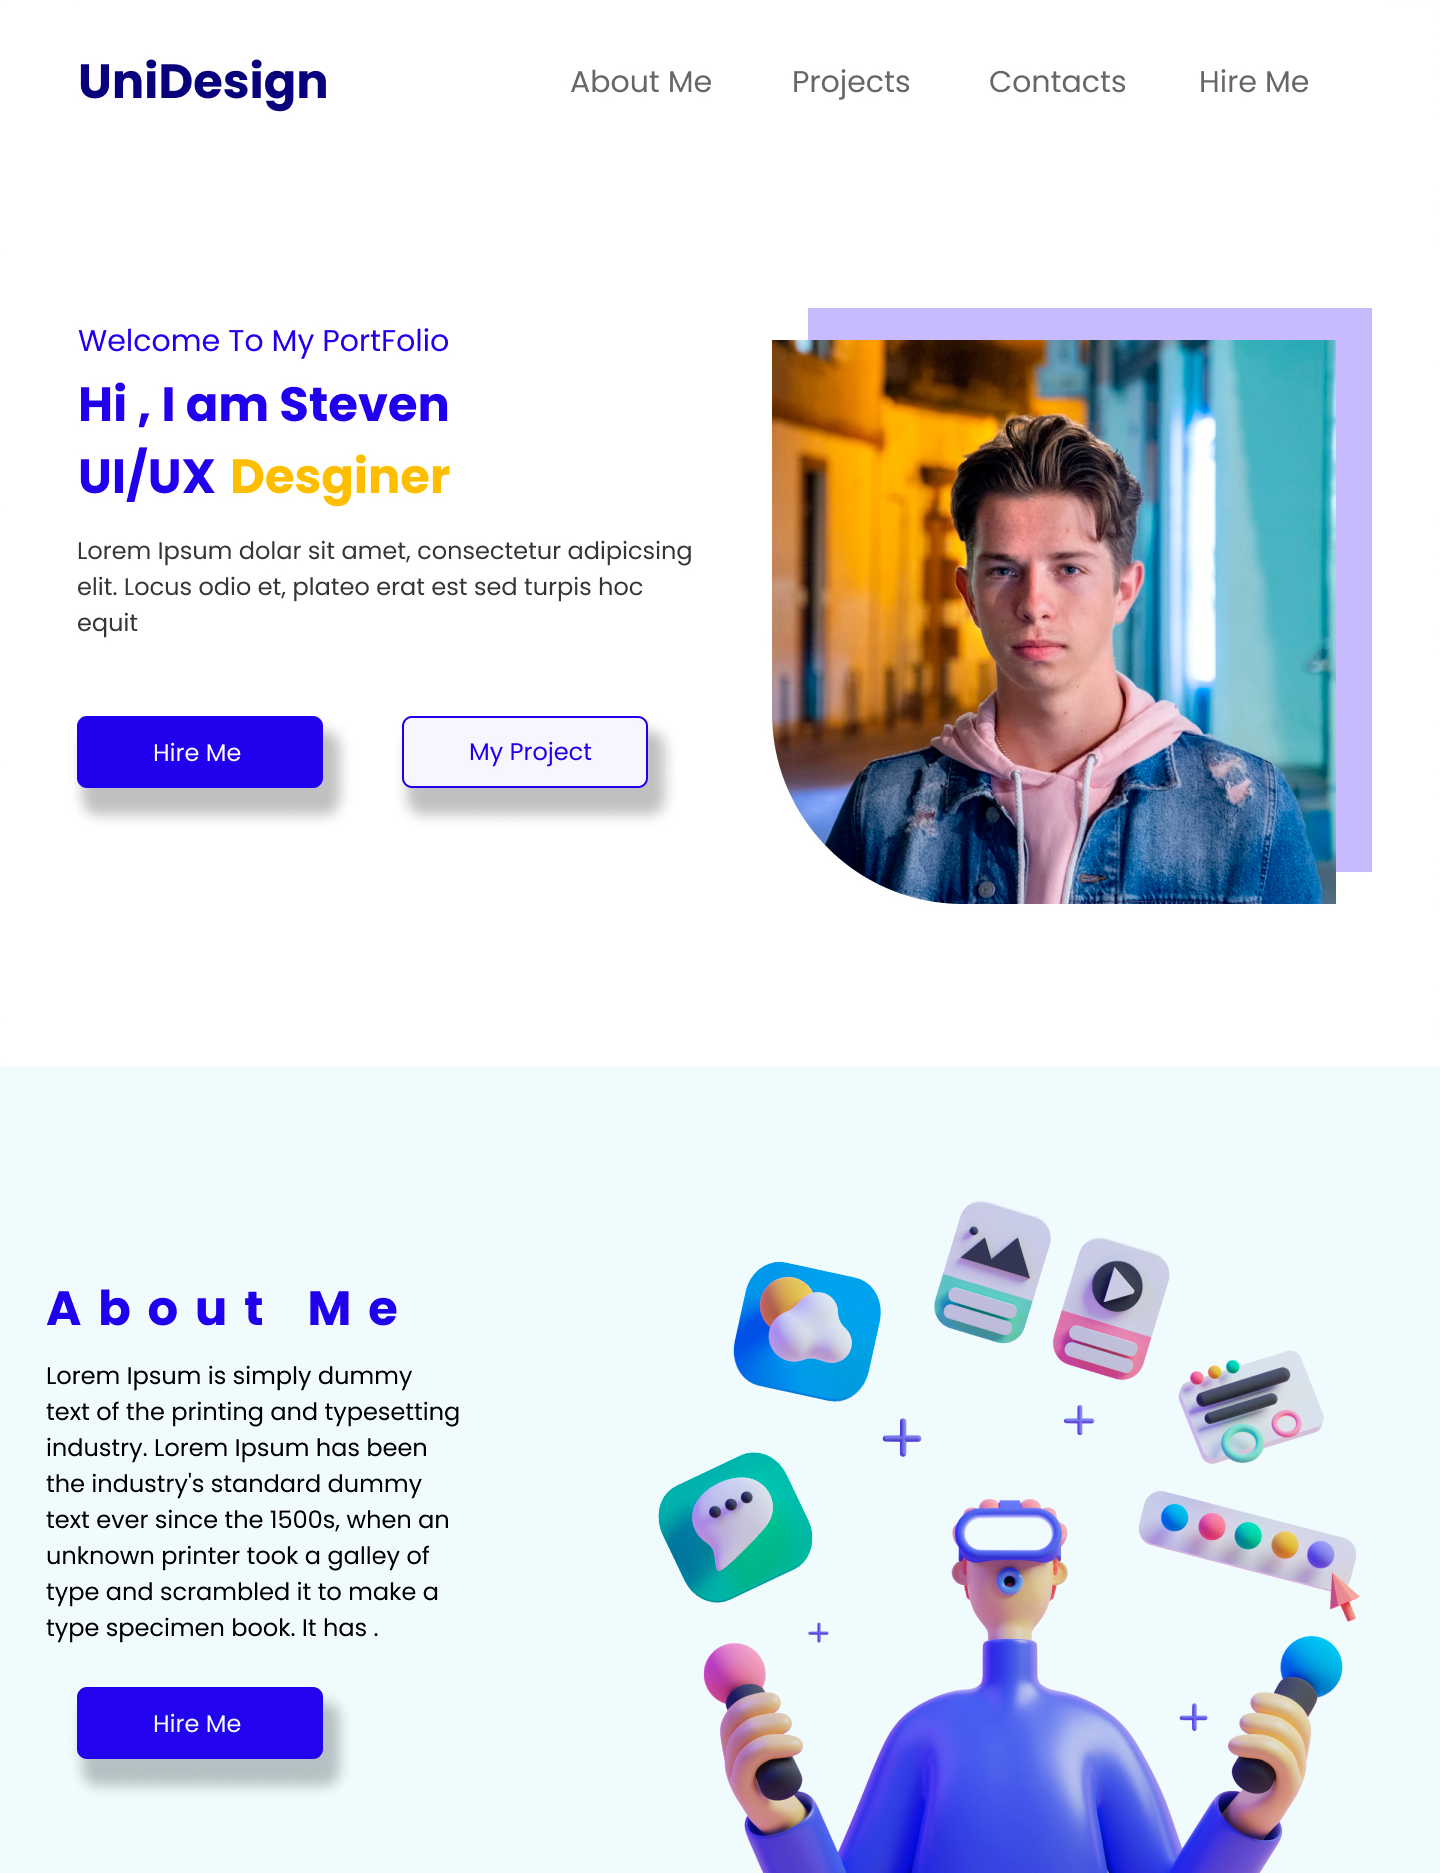 UniDesign
About Me
Projects
Contacts
Hire Me
Welcome To My PortFolio
Hi , I am Steven
UI/UX Desginer
Lorem Ipsum dolar sit amet, consectetur adipicsing
elit. Locus odio et, plateo erat est sed turpis hoc
equit
Hire Me
My Project
About Me
Lorem Ipsum is simply dummy
text of the printing and typesetting
industry. Lorem Ipsum has been
the industry's standard dummy
text ever since the 1500s, when an
unknown printer took a galley of
type and scrambled it to make a
type specimen book. It has .
Hire Me